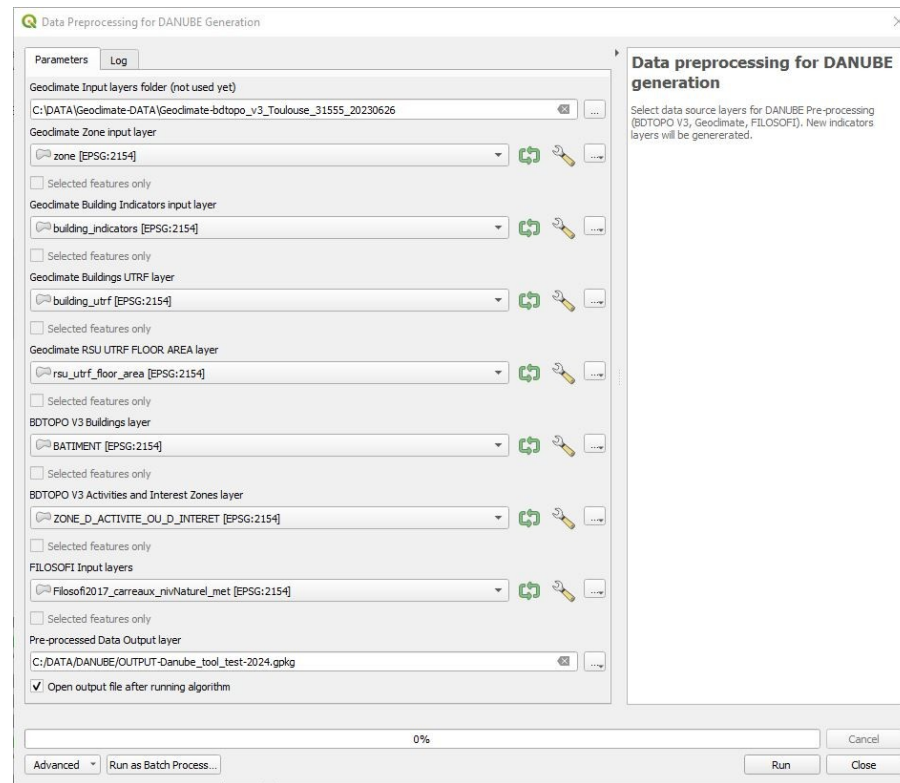 Data Preprocessing for DANUBE Generation
Parameters
Log
Geoclimate Input layers folder (not used yet)
C:\DATA\Geoclimate-DATA\Geoclimate-bdtopo_v3_Toulouse_31555_20230626
...
Geoclimate Zone input layer
zone [EPSG:2154]
...
Selected features only
Geoclimate Building Indicators input layer
building_indicators [EPSG:2154]
...
Selected features only
Geoclimate Buildings UTRF layer
building_utrf [EPSG:2154]
...
Selected features only
Geoclimate RSU UTRF FLOOR AREA layer
rsu_utrf_floor_area [EPSG:2154]
...
Selected features only
BDTOPO V3 Buildings layer
BATIMENT [EPSG:2154]
...
Selected features only
BDTOPO V3 Activities and Interest Zones layer
ZONE_D_ACTIVITE_OU_D_INTERET [EPSG:2154]
...
Selected features only
FILOSOFI Input layers
Filosofi2017_carreaux_nivNaturel_met [EPSG:2154]
...
Selected features only
Pre-processed Data Output layer
C:/DATA/DANUBE/OUTPUT-Danube_tool_test-2024.gpkg
...
Open output file after running algorithm
Data preprocessing for DANUBE
generation
Select data source layers for DANUBE Pre-processing
(BDTOPO V3, Geoclimate, FILOSOFI). New indicators
layers will be genererated.
0%
Cancel
Advanced
Run as Batch Process...
Run
Close